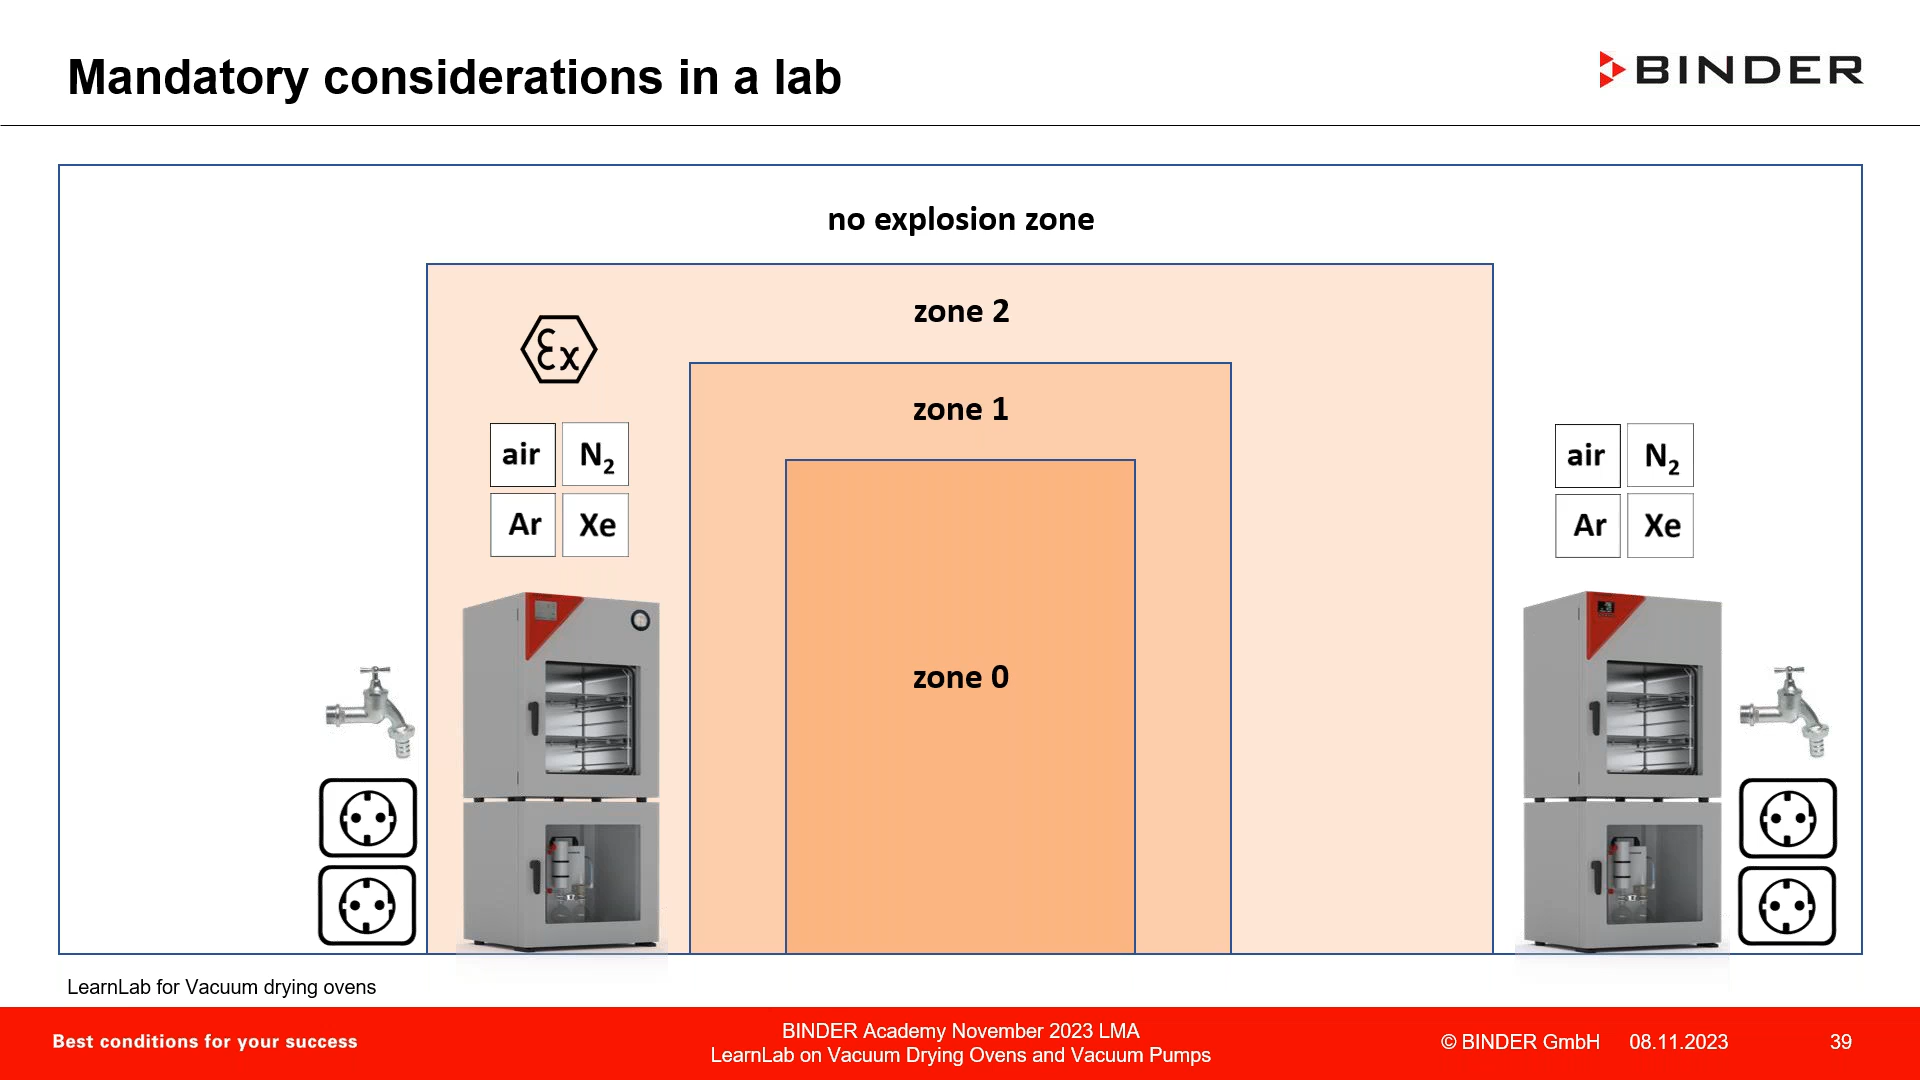 Mandatory considerations in a lab
BINDER
no explosion zone
zone 2
Ex
zone 1
air N₂
Ar Xe
air N₂
Ar Xe
zone 0
LearnLab for Vacuum drying ovens
Best conditions for your success
BINDER Academy November 2023 LMA
LearnLab on Vacuum Drying Ovens and Vacuum Pumps
© BINDER GmbH 08.11.2023 39